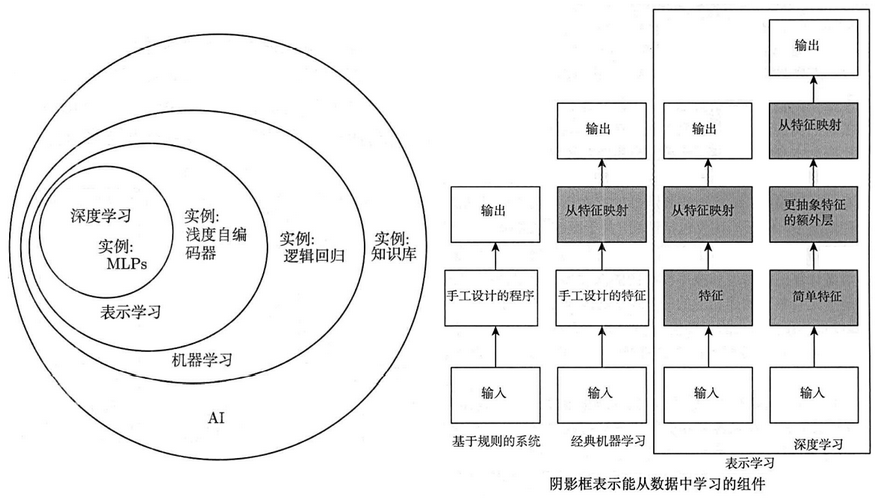 深度学习
实例:
MLPs
实例:
浅度自编
码器
实例:
逻辑回归
实例:
知识库
表示学习
机器学习
AI
输出
手工设计的程序
输入
基于规则的系统
输出
从特征映射
手工设计的特征
输入
经典机器学习
输出
从特征映射
特征
输入
输出
从特征映射
更抽象特征
的额外层
简单特征
输入
深度学习
表示学习
阴影框表示能从数据中学习的组件